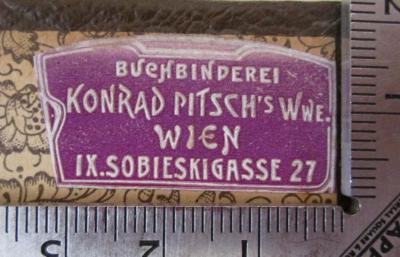 BUCHBINDEREI
KONRAD PITSCH'S WWE.
WIEN
IX. SOBIESKIGASSE 27